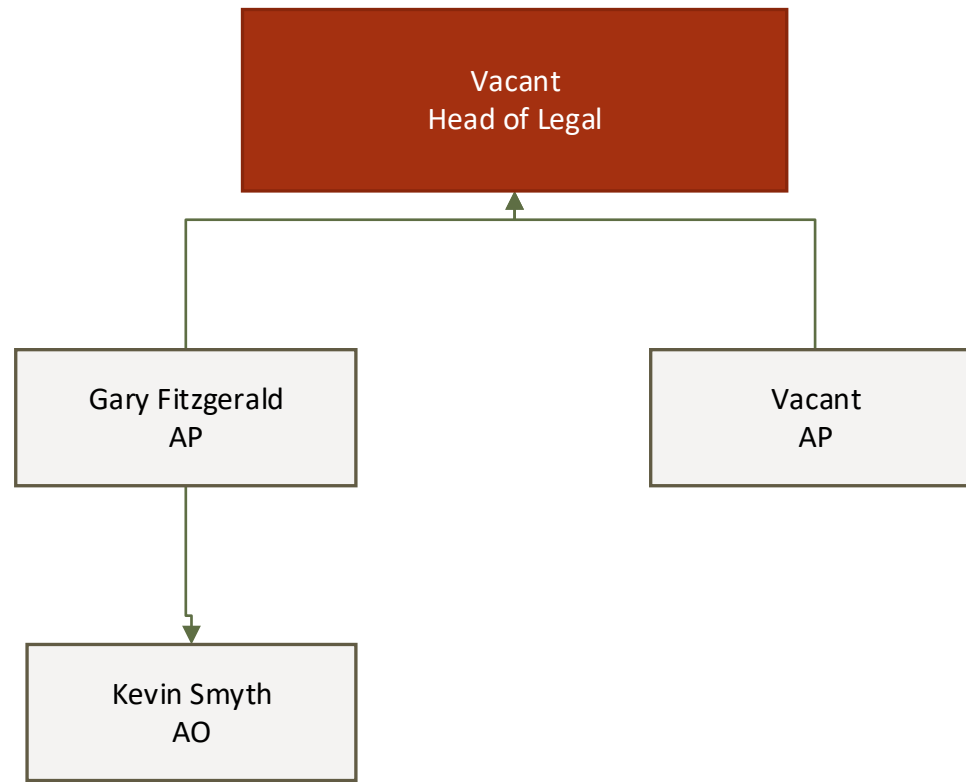 Vacant
Head of Legal
Gary Fitzgerald
AP
Vacant
AP
Kevin Smyth
AO